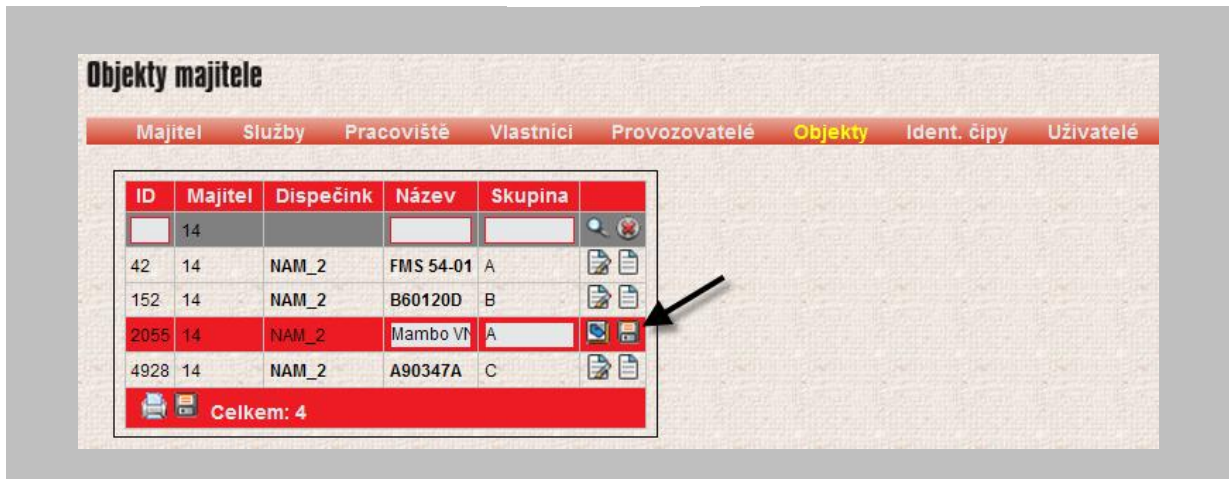 Objekty majitele
Majitel Služby Pracoviště Vlastníci Provozovatelé Objekty Ident. čipy Uživatelé
ID Majitel Dispečink Název Skupina
14
42 14 NAM_2 FMS 54-01 A
152 14 NAM_2 B60120D B
2055 14 NAM_2 Mambo VN A
4928 14 NAM_2 A90347A C
Celkem: 4